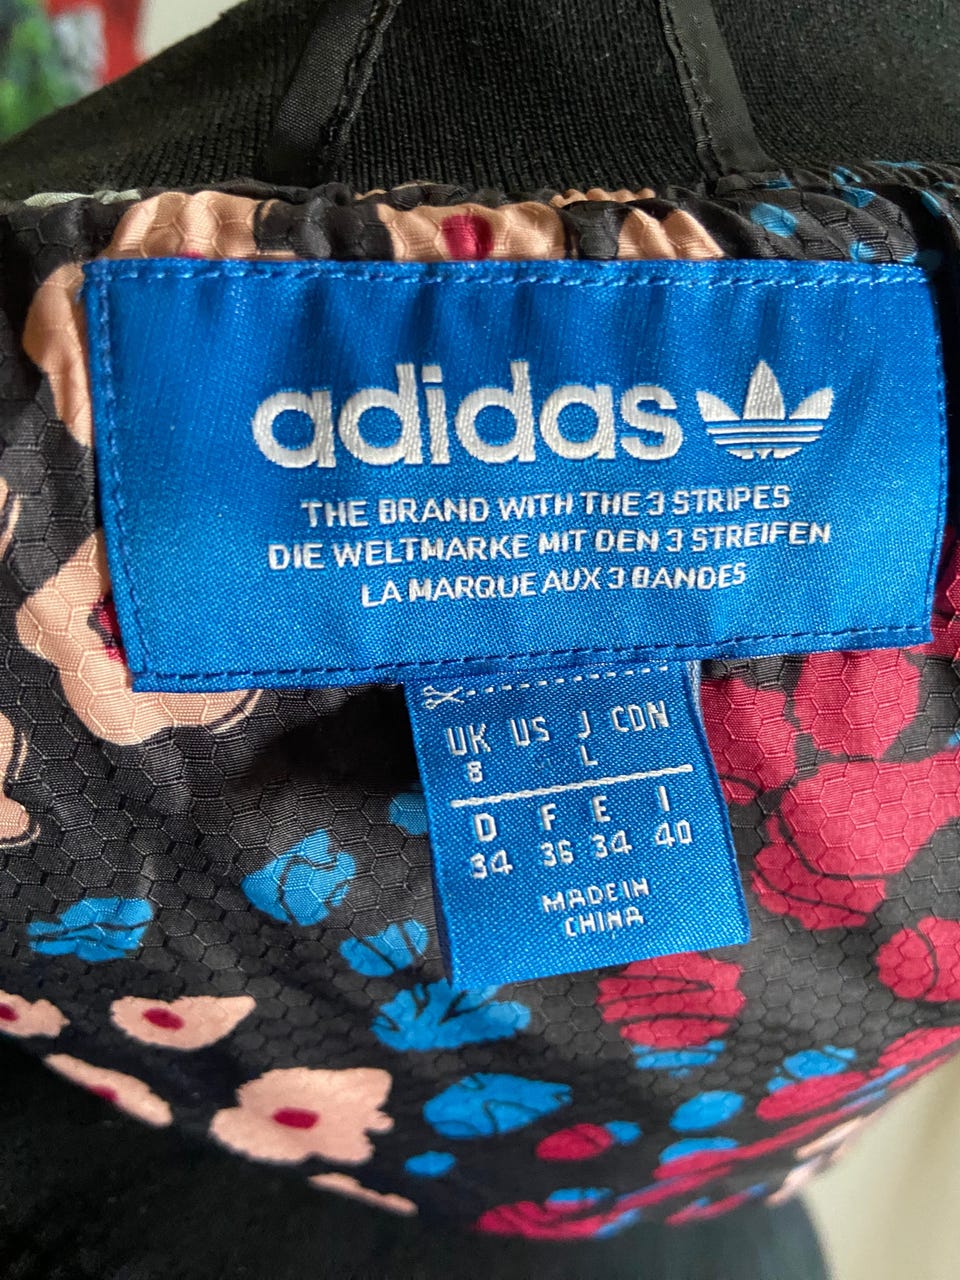 adidas
THE BRAND WITH THE 3 STRIPES
DIE WELTMARKE MIT DEN 3 STREIFEN
LA MARQUE AUX 3 BANDES
UK US J CDN
8 L
D F E I
34 36 34 40
MADE IN
CHINA